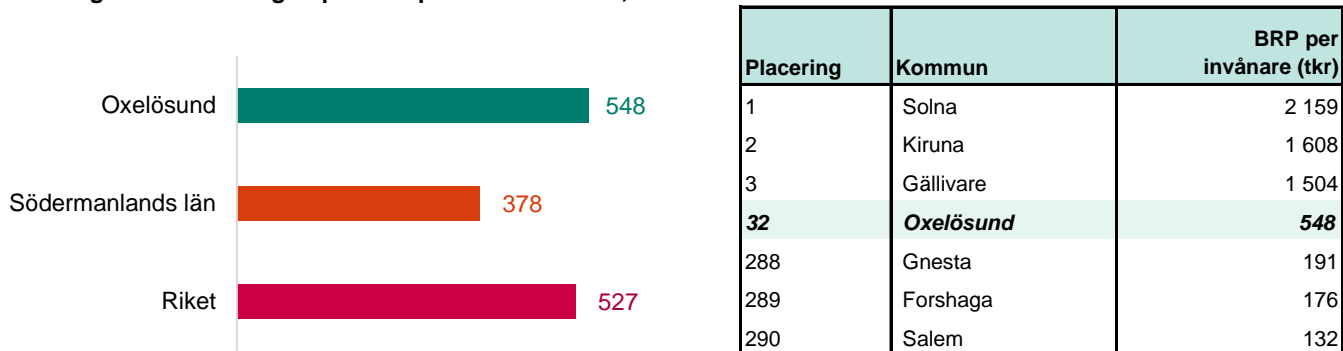 Oxelösund 548
Södermanlands län 378
Riket 527
Placering Kommun BRP per invånare (tkr)
1 Solna 2 159
2 Kiruna 1 608
3 Gällivare 1 504
32 Oxelösund 548
288 Gnesta 191
289 Forshaga 176
290 Salem 132